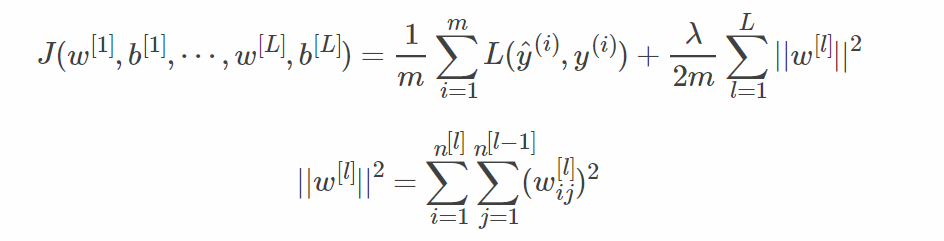 J(w^{[1]}, b^{[1]}, \cdots, w^{[L]}, b^{[L]}) = \frac{1}{m} \sum_{i=1}^{m} L(\hat{y}^{(i)}, y^{(i)}) + \frac{\lambda}{2m} \sum_{l=1}^{L} ||w^{[l]}||^2
||w^{[l]}||^2 = \sum_{i=1}^{n^{[l]}} \sum_{j=1}^{n^{[l-1]}} (w_{ij}^{[l]})^2